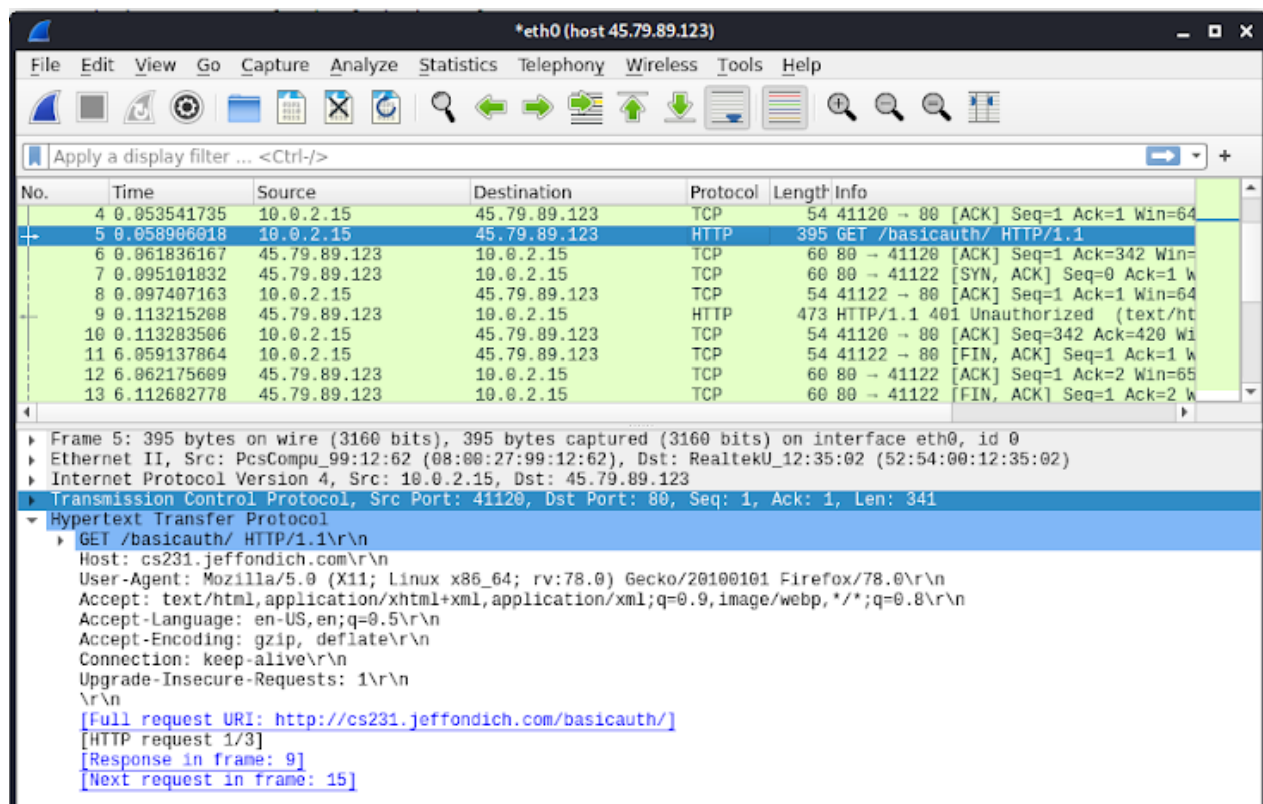 *eth0 (host 45.79.89.123)
File Edit View Go Capture Analyze Statistics Telephony Wireless Tools Help
Apply a display filter ... <Ctrl-/>
No. Time Source Destination Protocol Length Info
4 0.053541735 10.0.2.15 45.79.89.123 TCP 54 41120 → 80 [ACK] Seq=1 Ack=1 Win=64
5 0.058906018 10.0.2.15 45.79.89.123 HTTP 395 GET /basicauth/ HTTP/1.1
6 0.061836167 45.79.89.123 10.0.2.15 TCP 60 80 → 41120 [ACK] Seq=1 Ack=342 Win=
7 0.095101832 45.79.89.123 10.0.2.15 TCP 60 80 → 41122 [SYN, ACK] Seq=0 Ack=1 W
8 0.097407163 10.0.2.15 45.79.89.123 TCP 54 41122 → 80 [ACK] Seq=1 Ack=1 Win=64
9 0.113215208 45.79.89.123 10.0.2.15 HTTP 473 HTTP/1.1 401 Unauthorized (text/ht
10 0.113283506 10.0.2.15 45.79.89.123 TCP 54 41120 → 80 [ACK] Seq=342 Ack=420 Wi
11 6.059137864 10.0.2.15 45.79.89.123 TCP 54 41122 → 80 [FIN, ACK] Seq=1 Ack=1 W
12 6.062175609 45.79.89.123 10.0.2.15 TCP 60 80 → 41122 [ACK] Seq=1 Ack=2 Win=65
13 6.112682778 45.79.89.123 10.0.2.15 TCP 60 80 → 41122 [FIN, ACK] Seq=1 Ack=2 W
Frame 5: 395 bytes on wire (3160 bits), 395 bytes captured (3160 bits) on interface eth0, id 0
Ethernet II, Src: PcsCompu_99:12:62 (08:00:27:99:12:62), Dst: RealtekU_12:35:02 (52:54:00:12:35:02)
Internet Protocol Version 4, Src: 10.0.2.15, Dst: 45.79.89.123
Transmission Control Protocol, Src Port: 41120, Dst Port: 80, Seq: 1, Ack: 1, Len: 341
Hypertext Transfer Protocol
GET /basicauth/ HTTP/1.1\r\n
Host: cs231.jeffondich.com\r\n
User-Agent: Mozilla/5.0 (X11; Linux x86_64; rv:78.0) Gecko/20100101 Firefox/78.0\r\n
Accept: text/html,application/xhtml+xml,application/xml;q=0.9,image/webp,*/*;q=0.8\r\n
Accept-Language: en-US,en;q=0.5\r\n
Accept-Encoding: gzip, deflate\r\n
Connection: keep-alive\r\n
Upgrade-Insecure-Requests: 1\r\n
\r\n
[Full request URI: http://cs231.jeffondich.com/basicauth/]
[HTTP request 1/3]
[Response in frame: 9]
[Next request in frame: 15]